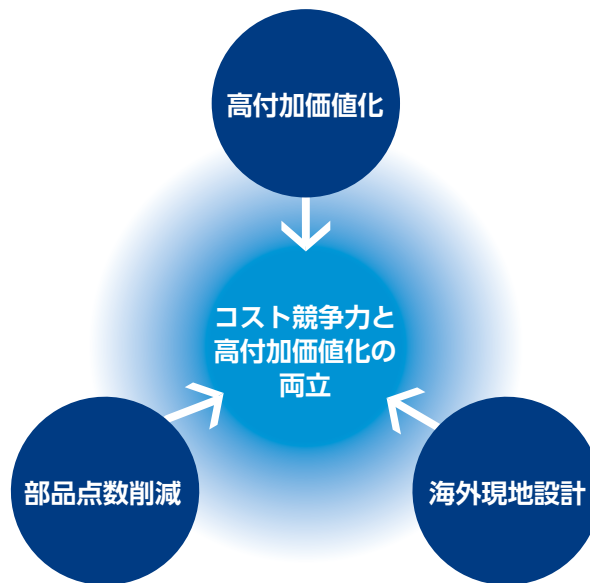 高付加価値化
コスト競争力と
高付加価値化の
両立
部品点数削減
海外現地設計